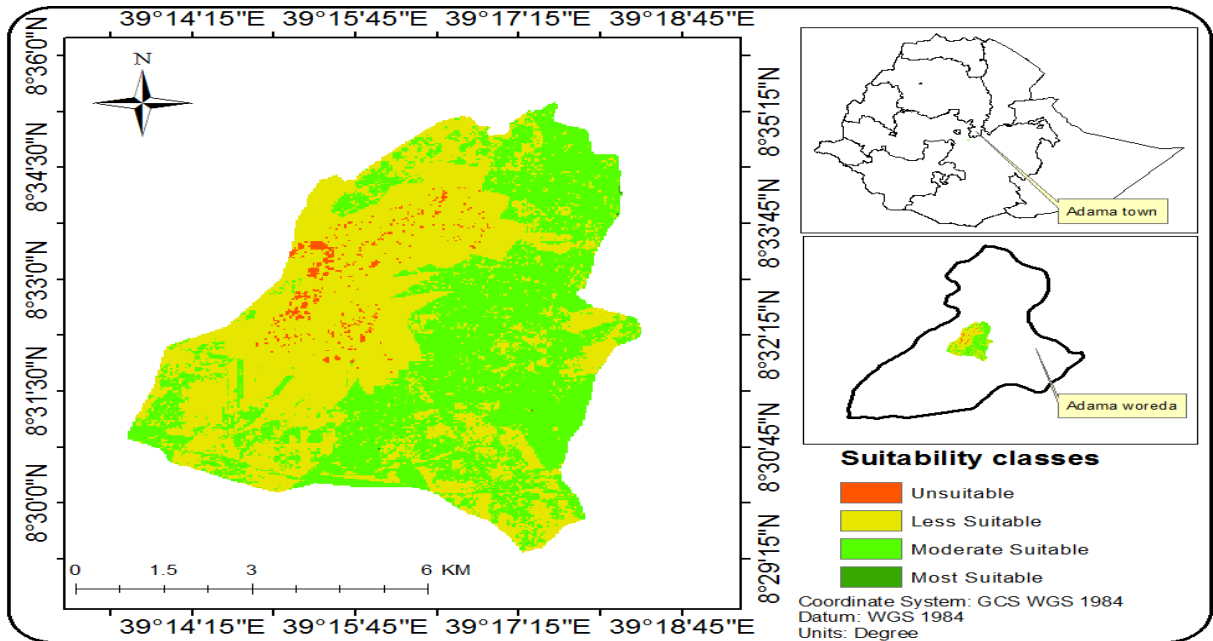 39°14'15"E 39°15'45"E 39°17'15"E 39°18'45"E
8°36'0"N
8°34'30"N
8°33'0"N
8°31'30"N
8°30'0"N
N
8°35'15"N
8°33'45"N
8°32'15"N
8°30'45"N
8°29'15"N
0 1.5 3 6 KM
39°14'15"E 39°15'45"E 39°17'15"E 39°18'45"E
Adama town
Adama woreda
Suitability classes
Unsuitable
Less Suitable
Moderate Suitable
Most Suitable
Coordinate System: GCS WGS 1984
Datum: WGS 1984
Units: Degree